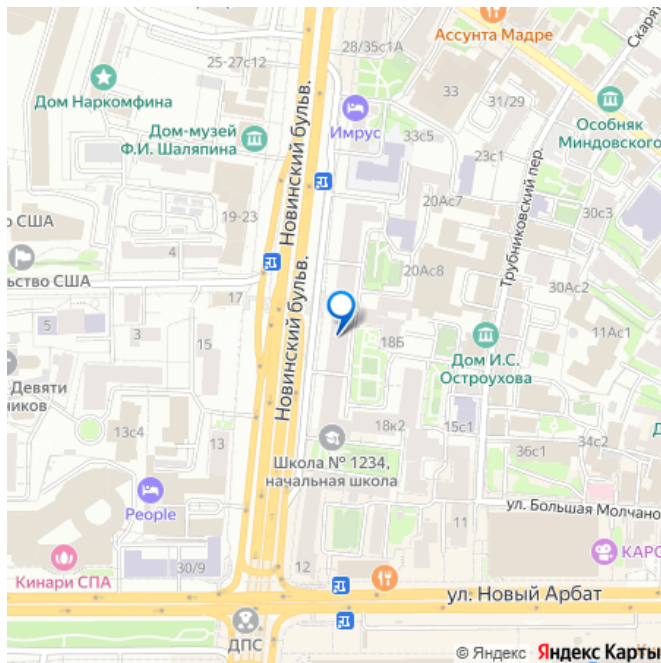 28/35с1А
Ассунта Мадре
Скарят
25-27с12
Дом Наркомфина
Новинский бульв.
33
31/29
Имрус
Особняк
Миндовского
Дом-музей
Ф.И. Шаляпина
33с5
23с1
Трубниковский пер.
20Ас7
30с3
19-23
Новинский бульв.
о США
4
20Ас8
льство США
17
30Ас2
5
3
15
18Б
11Ас1
Дом И.С.
Остроухова
Девяти
ников
13с4
13
18к2
15с1
36с1
34с2
Школа № 1234,
начальная школа
People
11
ул. Большая Молчано
КАРО
Кинари СПА
30/9
12
ул. Новый Арбат
ДПС
© Яндекс Яндекс Карты